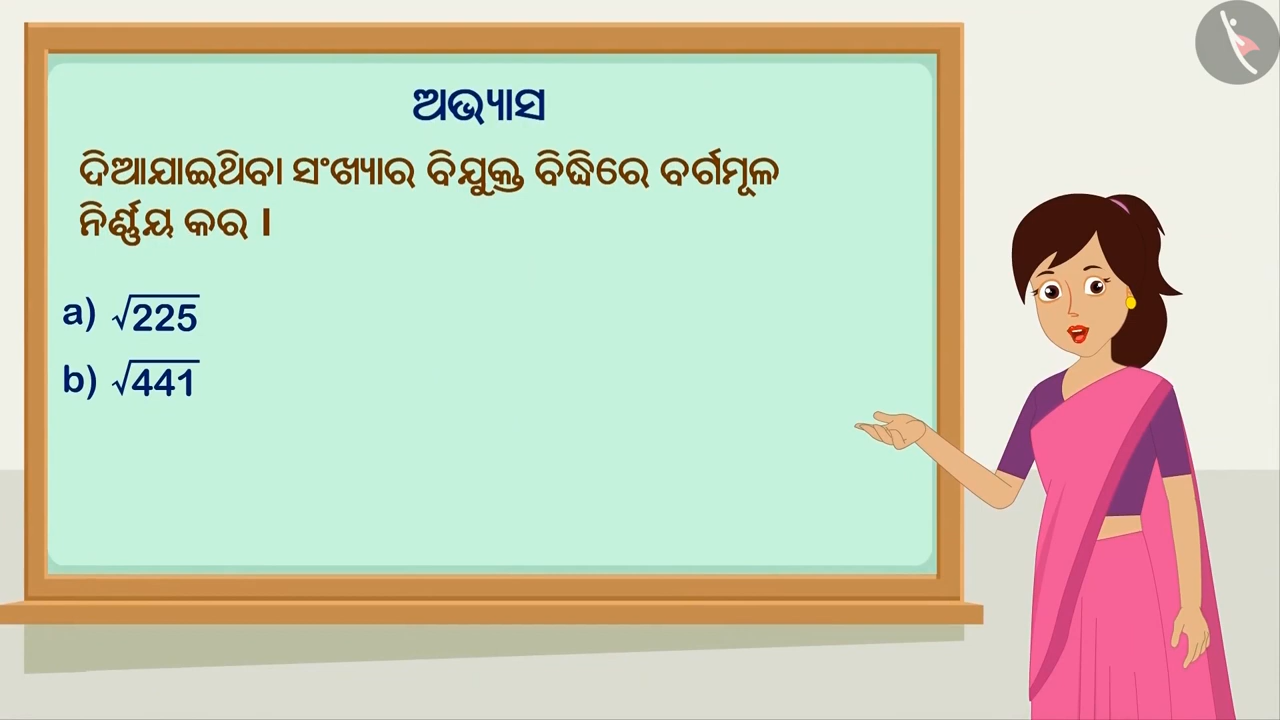 ଅଭ୍ୟାସ
ଦିଆଯାଇଥିବା ସଂଖ୍ୟାର ବିଯୁକ୍ତ ବିଦ୍ଧିରେ ବର୍ଗମୂଳ
ନିର୍ଣ୍ଣୟ କର ।
a) √225
b) √441